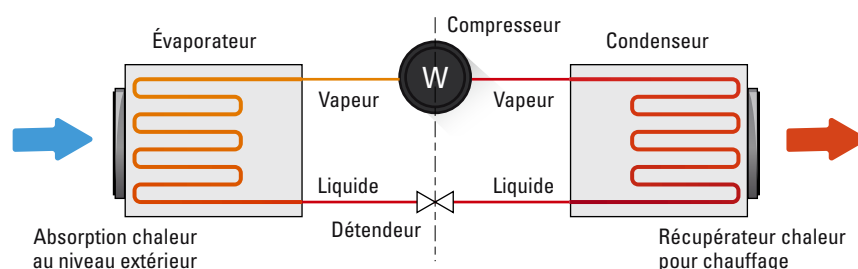 Compresseur
Évaporateur
Condenseur
W
Vapeur
Vapeur
Liquide
Liquide
Détendeur
Absorption chaleur
au niveau extérieur
Récupérateur chaleur
pour chauffage